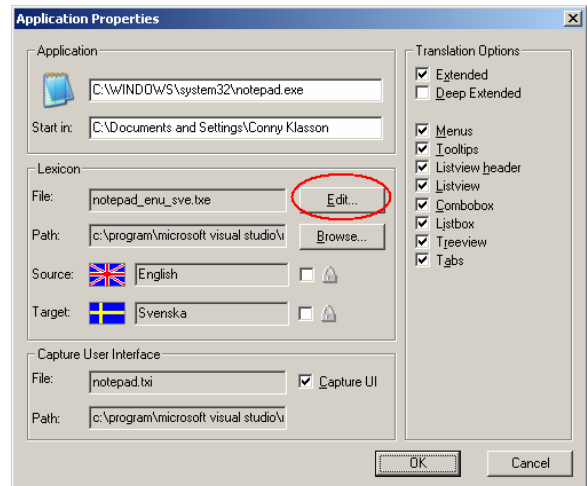 Application Properties
Application
C:\WINDOWS\system32\notepad.exe
Start in: C:\Documents and Settings\Conny Klasson
Lexicon
File: notepad_enu_sve.txe Edit...
Path: c:\program\microsoft visual studio\ Browse...
Source: English
Target: Svenska
Capture User Interface
File: notepad.txi Capture UI
Path: c:\program\microsoft visual studio\
Translation Options
Extended
Deep Extended
Menus
Tooltips
Listview header
Listview
Combobox
Listbox
Treeview
Tabs
OK Cancel